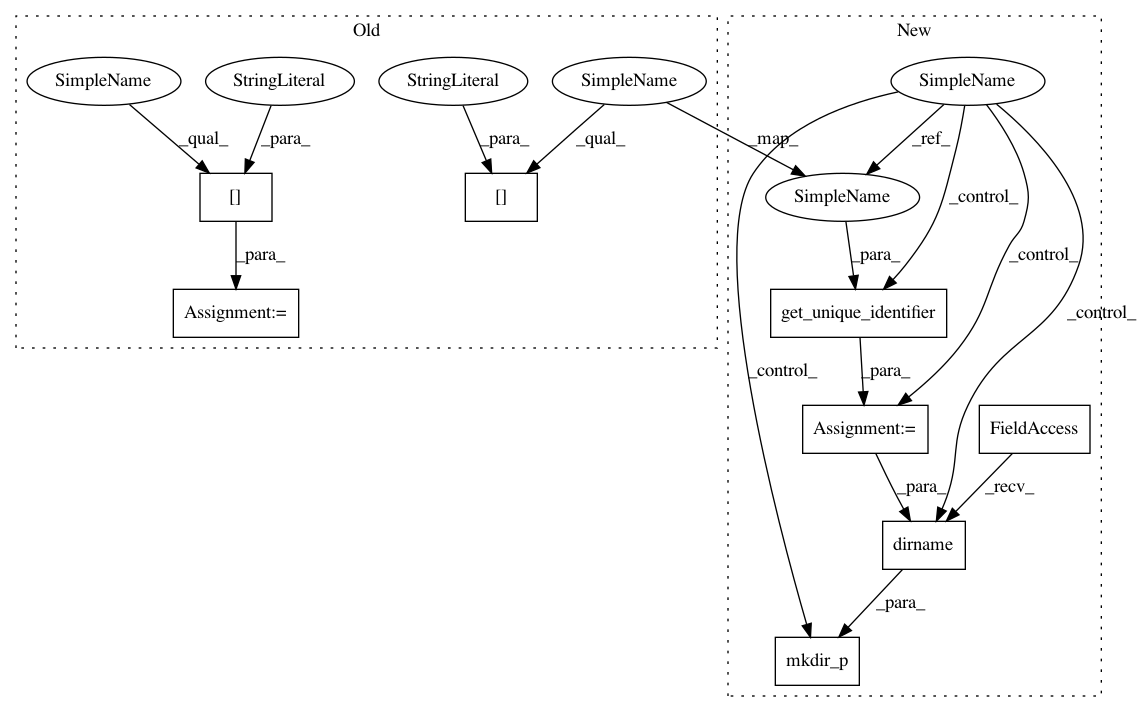 Old
New
SimpleName
StringLiteral
StringLiteral
SimpleName
SimpleName
_qual_
_para_
_para_
_qual_
_map_
_ref_
[]
[]
SimpleName
_control_
_para_
_para_
_control_
Assignment:=
get_unique_identifier
_control_
_control_
_para_
Assignment:=
FieldAccess
_para_
_recv_
dirname
_para_
mkdir_p